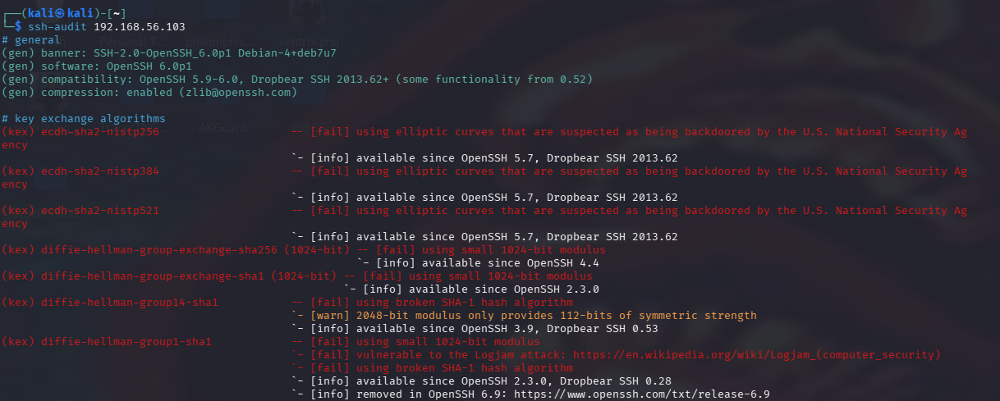 ┌──(kali㉿kali)-[~]
└─$ ssh-audit 192.168.56.103
# general
(gen) banner: SSH-2.0-OpenSSH_6.0p1 Debian-4+deb7u7
(gen) software: OpenSSH 6.0p1
(gen) compatibility: OpenSSH 5.9-6.0, Dropbear SSH 2013.62+ (some functionality from 0.52)
(gen) compression: enabled (zlib@openssh.com)

# key exchange algorithms
(kex) ecdh-sha2-nistp256                    -- [fail] using elliptic curves that are suspected as being backdoored by the U.S. National Security Ag
ency
                                            `- [info] available since OpenSSH 5.7, Dropbear SSH 2013.62
(kex) ecdh-sha2-nistp384                    -- [fail] using elliptic curves that are suspected as being backdoored by the U.S. National Security Ag
ency
                                            `- [info] available since OpenSSH 5.7, Dropbear SSH 2013.62
(kex) ecdh-sha2-nistp521                    -- [fail] using elliptic curves that are suspected as being backdoored by the U.S. National Security Ag
ency
                                            `- [info] available since OpenSSH 5.7, Dropbear SSH 2013.62
(kex) diffie-hellman-group-exchange-sha256 (1024-bit) -- [fail] using small 1024-bit modulus
                                                      `- [info] available since OpenSSH 4.4
(kex) diffie-hellman-group-exchange-sha1 (1024-bit) -- [fail] using small 1024-bit modulus
                                                    `- [info] available since OpenSSH 2.3.0
(kex) diffie-hellman-group14-sha1           -- [fail] using broken SHA-1 hash algorithm
                                            `- [warn] 2048-bit modulus only provides 112-bits of symmetric strength
                                            `- [info] available since OpenSSH 3.9, Dropbear SSH 0.53
(kex) diffie-hellman-group1-sha1            -- [fail] using small 1024-bit modulus
                                            `- [fail] vulnerable to the Logjam attack: https://en.wikipedia.org/wiki/Logjam_(computer_security)
                                            `- [fail] using broken SHA-1 hash algorithm
                                            `- [info] available since OpenSSH 2.3.0, Dropbear SSH 0.28
                                            `- [info] removed in OpenSSH 6.9: https://www.openssh.com/txt/release-6.9